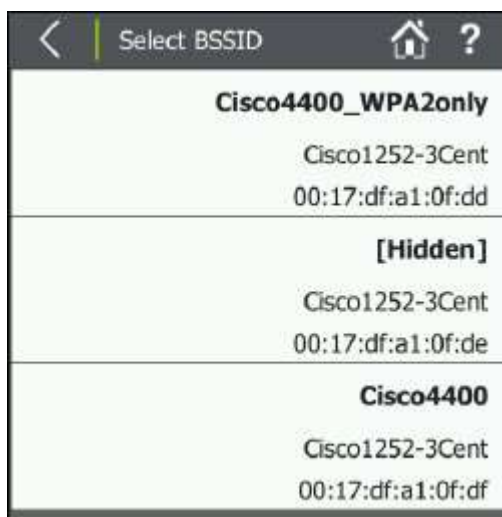 Select BSSID ?
Cisco4400_WPA2only
Cisco1252-3Cent
00:17:df:a1:0f:dd
[Hidden]
Cisco1252-3Cent
00:17:df:a1:0f:de
Cisco4400
Cisco1252-3Cent
00:17:df:a1:0f:df